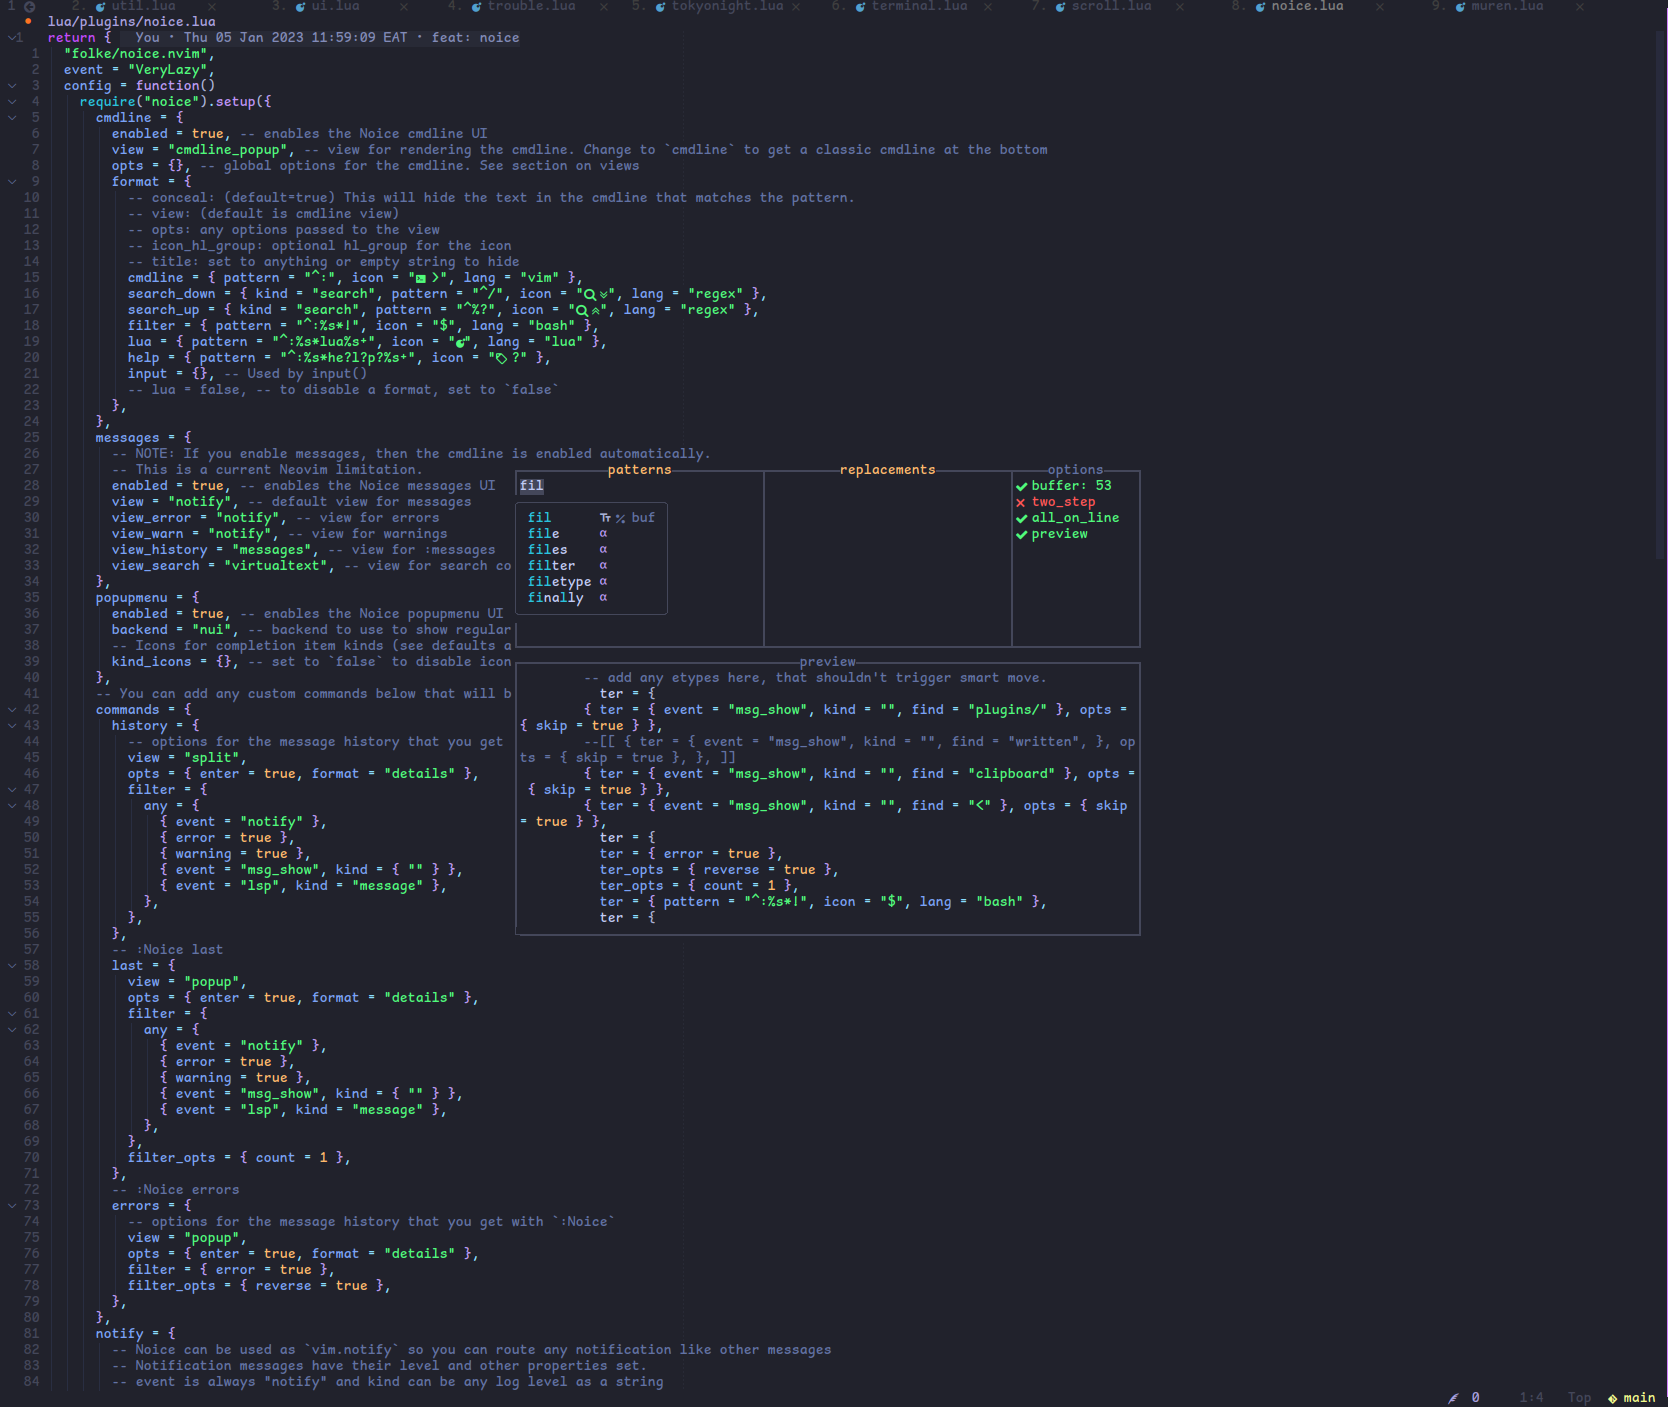 1 2. util.lua 3. ui.lua 4. trouble.lua 5. tokyonight.lua 6. terminal.lua 7. scroll.lua 8. noice.lua 9. muren.lua
lua/plugins/noice.lua
1 return { You · Thu 05 Jan 2023 11:59:09 EAT · feat: noice
1 "folke/noice.nvim",
2 event = "VeryLazy",
3 config = function()
4 require("noice").setup({
5 cmdline = {
6 enabled = true, -- enables the Noice cmdline UI
7 view = "cmdline_popup", -- view for rendering the cmdline. Change to `cmdline` to get a classic cmdline at the bottom
8 opts = {}, -- global options for the cmdline. See section on views
9 format = {
10 -- conceal: (default=true) This will hide the text in the cmdline that matches the pattern.
11 -- view: (default is cmdline view)
12 -- opts: any options passed to the view
13 -- icon_hl_group: optional hl_group for the icon
14 -- title: set to anything or empty string to hide
15 cmdline = { pattern = "^:", icon = "", lang = "vim" },
16 search_down = { kind = "search", pattern = "^/", icon = " ", lang = "regex" },
17 search_up = { kind = "search", pattern = "^%?", icon = " ", lang = "regex" },
18 filter = { pattern = "^:%s*!", icon = "$", lang = "bash" },
19 lua = { pattern = "^:%s*lua%s+", icon = "", lang = "lua" },
20 help = { pattern = "^:%s*he?l?p?%s+", icon = "?" },
21 input = {}, -- Used by input()
22 -- lua = false, -- to disable a format, set to `false`
23 },
24 },
25 messages = {
26 -- NOTE: If you enable messages, then the cmdline is enabled automatically.
27 -- This is a current Neovim limitation.
28 enabled = true, -- enables the Noice messages UI
29 view = "notify", -- default view for messages
30 view_error = "notify", -- view for errors
31 view_warn = "notify", -- view for warnings
32 view_history = "messages", -- view for :messages
33 view_search = "virtualtext", -- view for search co
34 },
35 popupmenu = {
36 enabled = true, -- enables the Noice popupmenu UI
37 backend = "nui", -- backend to use to show regular
38 -- Icons for completion item kinds (see defaults a
39 kind_icons = {}, -- set to `false` to disable icon
40 },
41 -- You can add any custom commands below that will b
42 commands = {
43 history = {
44 -- options for the message history that you get
45 view = "split",
46 opts = { enter = true, format = "details" },
47 filter = {
48 any = {
49 { event = "notify" },
50 { error = true },
51 { warning = true },
52 { event = "msg_show", kind = { "" } },
53 { event = "lsp", kind = "message" },
54 },
55 },
56 },
57 -- :Noice last
58 last = {
59 view = "popup",
60 opts = { enter = true, format = "details" },
61 filter = {
62 any = {
63 { event = "notify" },
64 { error = true },
65 { warning = true },
66 { event = "msg_show", kind = { "" } },
67 { event = "lsp", kind = "message" },
68 },
69 },
70 filter_opts = { count = 1 },
71 },
72 -- :Noice errors
73 errors = {
74 -- options for the message history that you get with `:Noice`
75 view = "popup",
76 opts = { enter = true, format = "details" },
77 filter = { error = true },
78 filter_opts = { reverse = true },
79 },
80 },
81 notify = {
82 -- Noice can be used as `vim.notify` so you can route any notification like other messages
83 -- Notification messages have their level and other properties set.
84 -- event is always "notify" and kind can be any log level as a string
patterns replacements options
fil
fil buf
file α
files α
filter α
filetype α
finally α
buffer: 53
two_step
all_on_line
preview
preview
-- add any etypes here, that shouldn't trigger smart move.
ter = {
{ ter = { event = "msg_show", kind = "", find = "plugins/" }, opts =
{ skip = true } },
--[[ { ter = { event = "msg_show", kind = "", find = "written", }, op
ts = { skip = true }, }, ]]
{ ter = { event = "msg_show", kind = "", find = "clipboard" }, opts =
{ skip = true } },
{ ter = { event = "msg_show", kind = "", find = "<" }, opts = { skip
= true } },
ter = {
ter = { error = true },
ter_opts = { reverse = true },
ter_opts = { count = 1 },
ter = { pattern = "^:%s*!", icon = "$", lang = "bash" },
ter = {
0 1:4 Top main